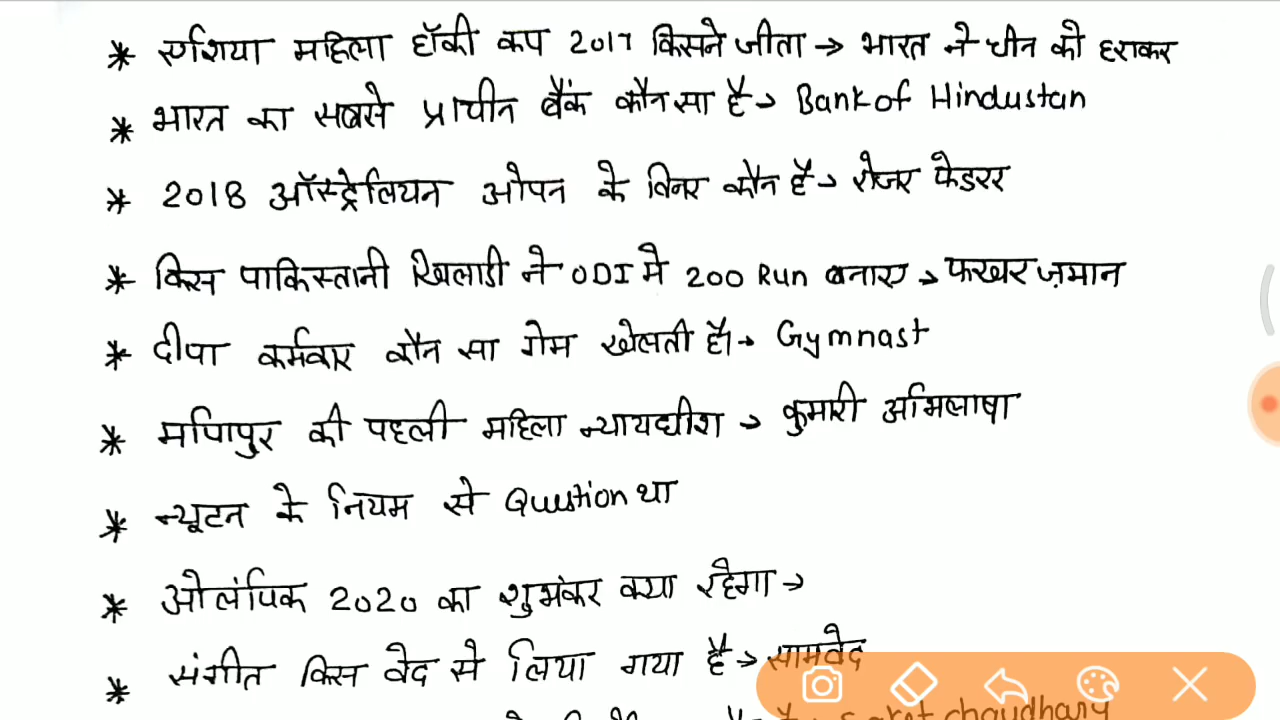 * एशिया महिला हॉकी कप 2017 किसने जीता → भारत ने चीन को हराकर
* भारत का सबसे प्राचीन बैंक कौन सा है → Bank of Hindustan
* 2018 ऑस्ट्रेलियन ओपन के विनर कौन है → रोजर फेडरर
* किस पाकिस्तानी खिलाडी ने ODI मे 200 Run बनाए → फखर ज़मान
* दीपा कर्मकार कौन सा गेम खेलती है। → Gymnast
* मणिपुर की पहली महिला न्यायधीश → कुमारी अभिलाषा
* न्यूटन के नियम से Question था
* ओलंपिक 2020 का शुभंकर क्या रहेगा →
* संगीत किस वेद से लिया गया है → सामवेद
chaudhary